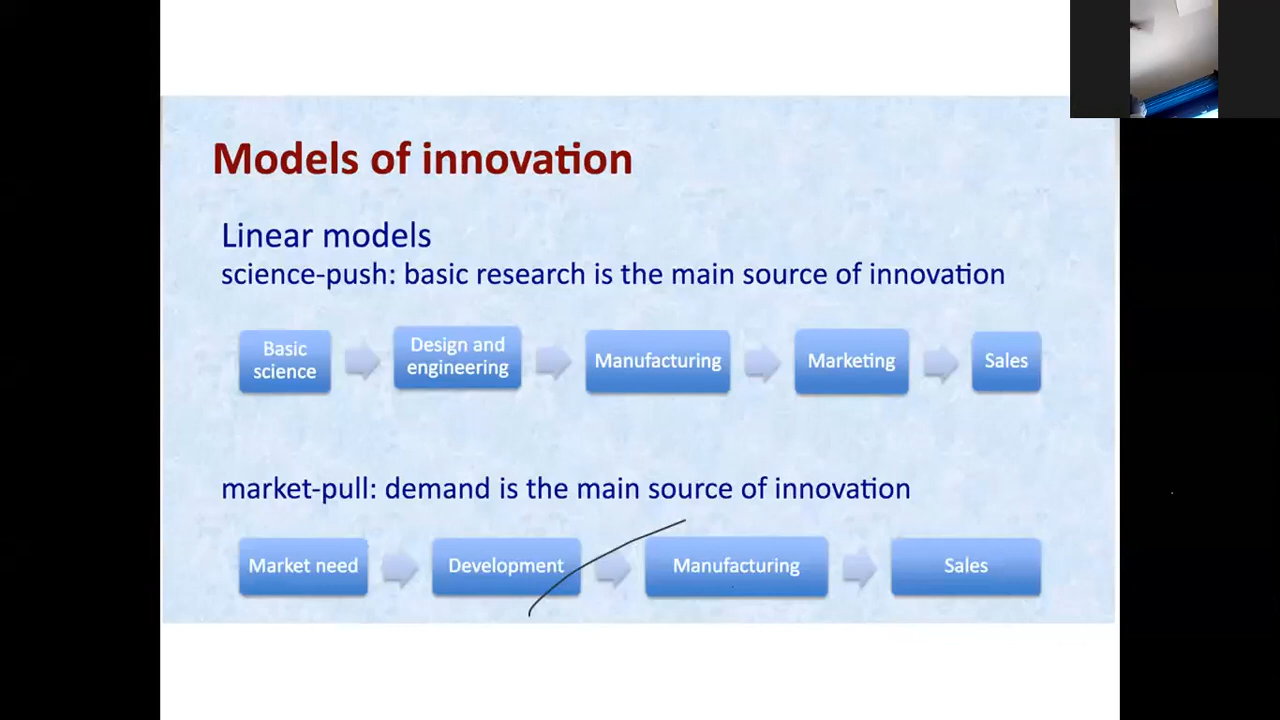 Models of innovation
Linear models
science-push: basic research is the main source of innovation
Basic
science
Design and
engineering
Manufacturing
Marketing
Sales
market-pull: demand is the main source of innovation
Market need
Development
Manufacturing
Sales